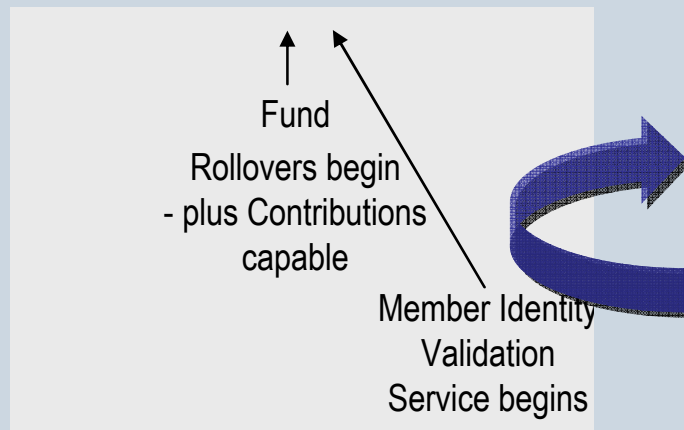 Fund
Rollovers begin
- plus Contributions
capable
Member Identity
Validation
Service begins